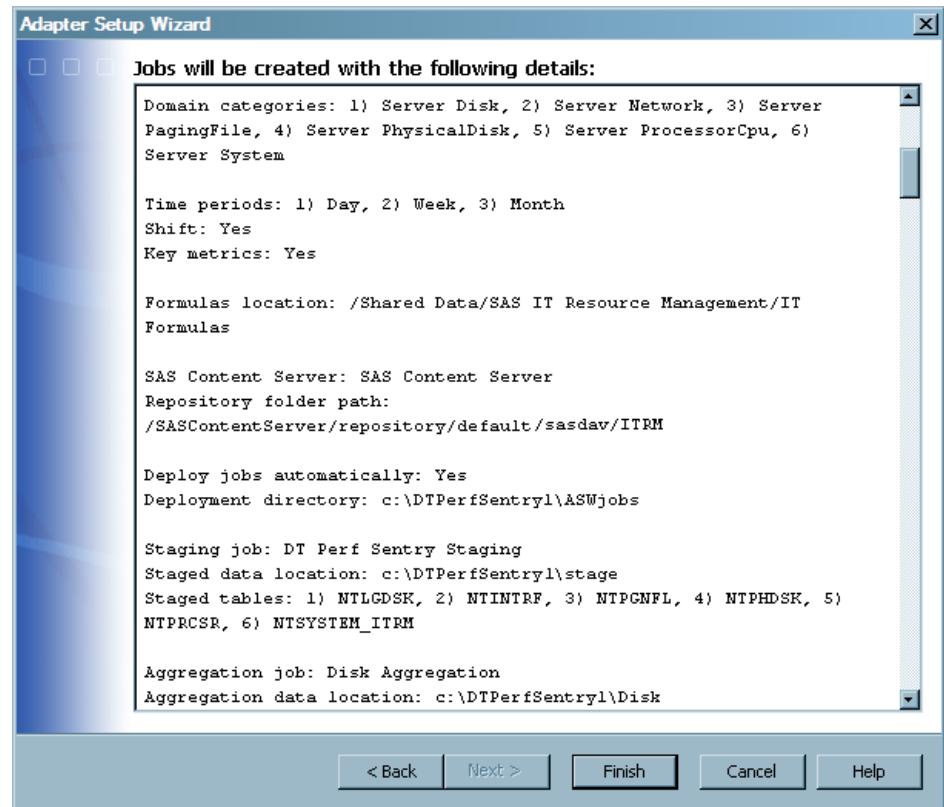 Adapter Setup Wizard
Jobs will be created with the following details:
Domain categories: 1) Server Disk, 2) Server Network, 3) Server
PagingFile, 4) Server PhysicalDisk, 5) Server ProcessorCpu, 6)
Server System
Time periods: 1) Day, 2) Week, 3) Month
Shift: Yes
Key metrics: Yes
Formulas location: /Shared Data/SAS IT Resource Management/IT
Formulas
SAS Content Server: SAS Content Server
Repository folder path:
/SASContentServer/repository/default/sasdav/ITRM
Deploy jobs automatically: Yes
Deployment directory: c:\DTPerfSentry1\ASWjobs
Staging job: DT Perf Sentry Staging
Staged data location: c:\DTPerfSentry1\stage
Staged tables: 1) NTLGDSK, 2) NTINTRF, 3) NTPGNFL, 4) NTPHDSK, 5)
NTPRCSR, 6) NTSYSTEM_ITRM
Aggregation job: Disk Aggregation
Aggregation data location: c:\DTPerfSentry1\Disk
< Back Next > Finish Cancel Help